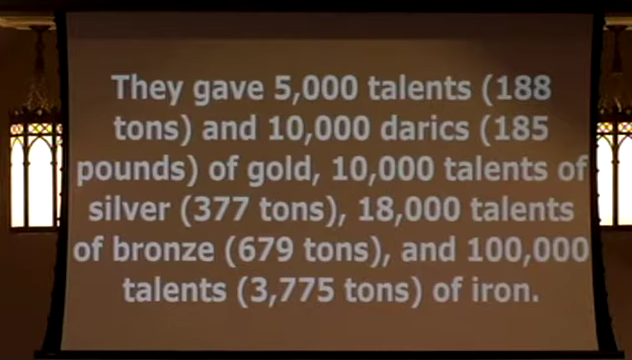 They gave 5,000 talents (188
tons) and 10,000 darics (185
pounds) of gold, 10,000 talents of
silver (377 tons), 18,000 talents
of bronze (679 tons), and 100,000
talents (3,775 tons) of iron.